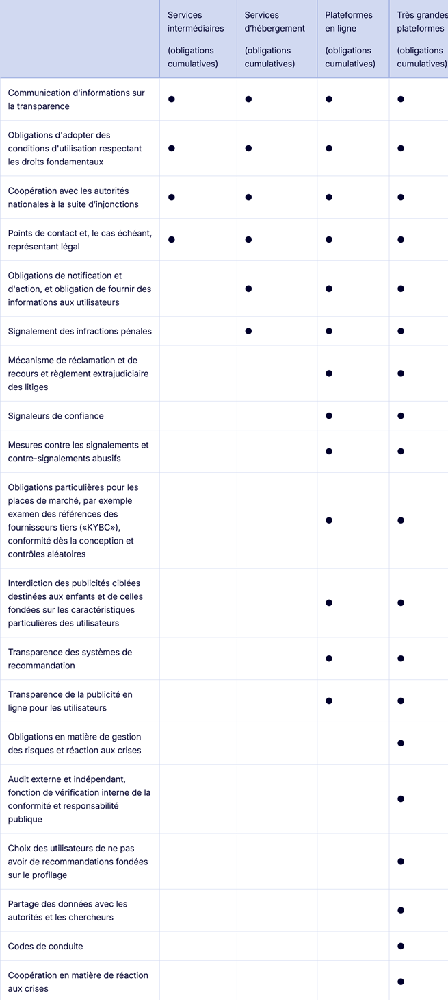 Services
intermédiaires
(obligations
cumulatives)
Services
d’hébergement
(obligations
cumulatives)
Plateformes
en ligne
(obligations
cumulatives)
Très grandes
plateformes
(obligations
cumulatives)
Communication d'informations sur
la transparence
Obligations d'adopter des
conditions d'utilisation respectant
les droits fondamentaux
Coopération avec les autorités
nationales à la suite d’injonctions
Points de contact et, le cas échéant,
représentant légal
Obligations de notification et
d'action, et obligation de fournir des
informations aux utilisateurs
Signalement des infractions pénales
Mécanisme de réclamation et de
recours et règlement extrajudiciaire
des litiges
Signaleurs de confiance
Mesures contre les signalements et
contre-signalements abusifs
Obligations particulières pour les
places de marché, par exemple
examen des références des
fournisseurs tiers («KYBC»),
conformité dès la conception et
contrôles aléatoires
Interdiction des publicités ciblées
destinées aux enfants et de celles
fondées sur les caractéristiques
particulières des utilisateurs
Transparence des systèmes de
recommandation
Transparence de la publicité en
ligne pour les utilisateurs
Obligations en matière de gestion
des risques et réaction aux crises
Audit externe et indépendant,
fonction de vérification interne de la
conformité et responsabilité
publique
Choix des utilisateurs de ne pas
avoir de recommandations fondées
sur le profilage
Partage des données avec les
autorités et les chercheurs
Codes de conduite
Coopération en matière de réaction
aux crises